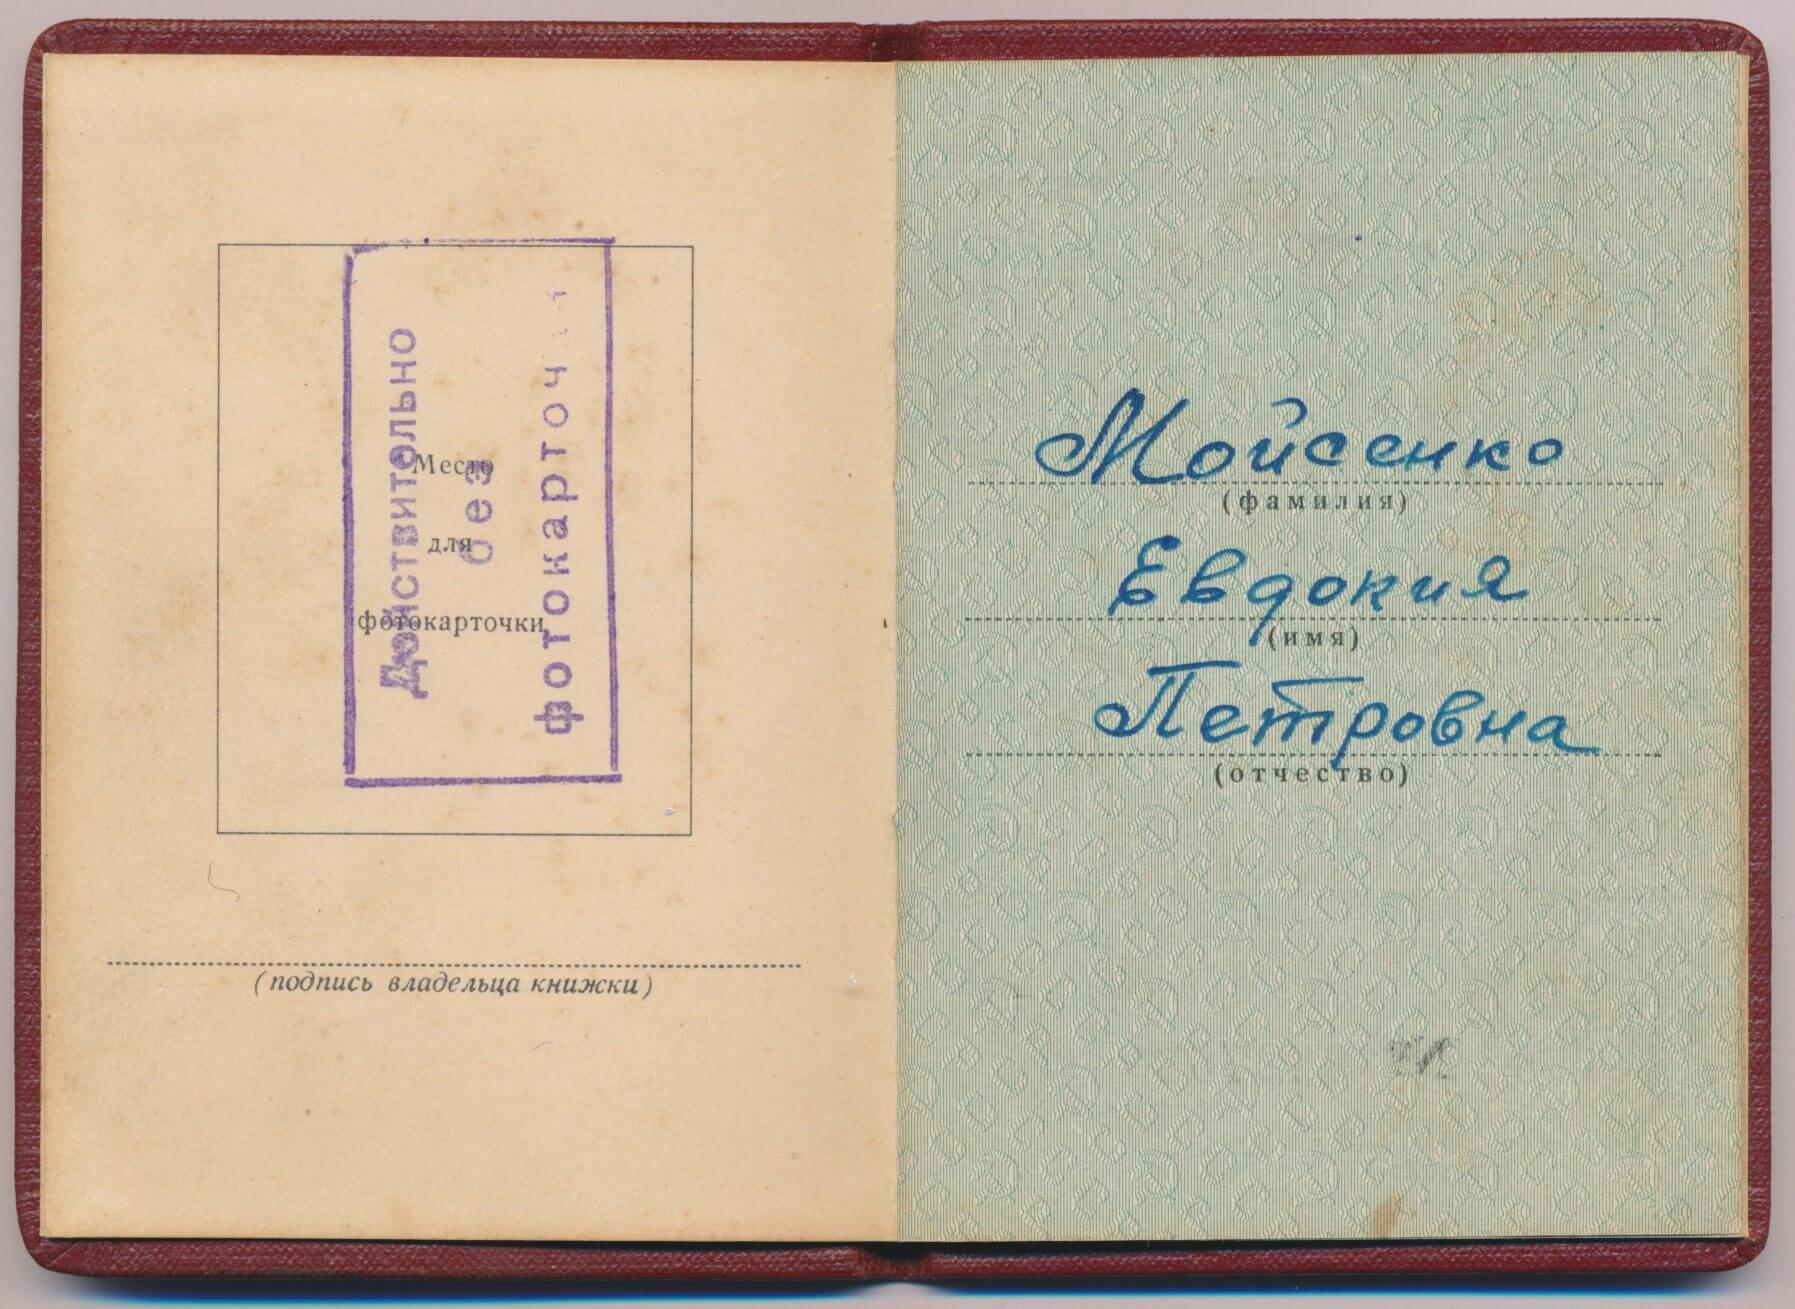 Место
для
фотокарточки
Действительно
без
фотокарточки
(подпись владельца книжки)
Мойсенко
(фамилия)
Евдокия
(имя)
Петровна
(отчество)